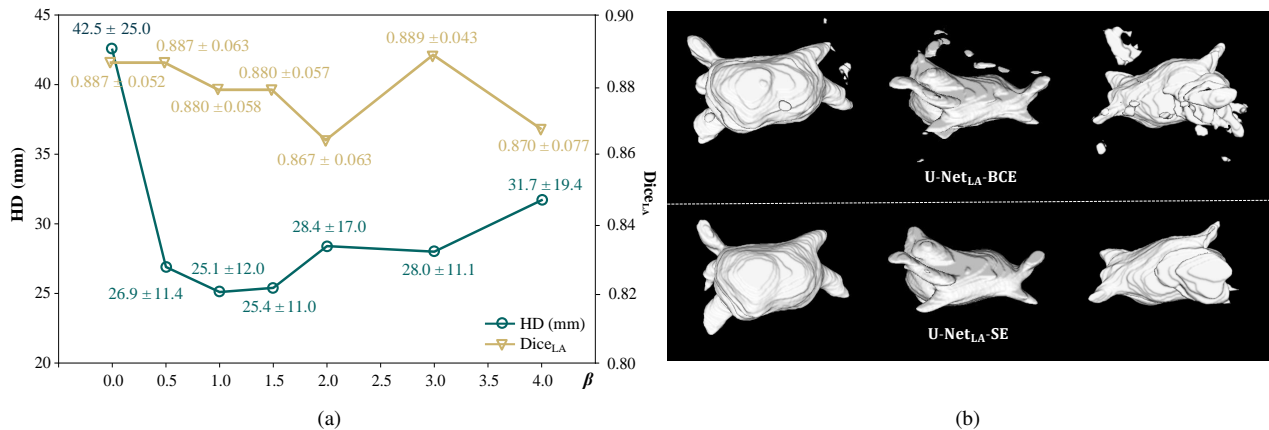 45
40
35
30
25
20
HD (mm)
42.5 ± 25.0
0.887 ± 0.063
0.887 ± 0.052
0.880 ±0.057
0.880 ±0.058
0.867 ± 0.063
0.889 ±0.043
0.870 ±0.077
26.9 ±11.4
25.1 ±12.0
25.4 ±11.0
28.4 ± 17.0
28.0 ±11.1
31.7 ±19.4
HD (mm)
Dice_LA
0.90
0.88
0.86
0.84
0.82
0.80
Dice_LA
0.0 0.5 1.0 1.5 2.0 2.5 3.0 3.5 4.0 β
(a)
U-Net_LA-BCE
U-Net_LA-SE
(b)